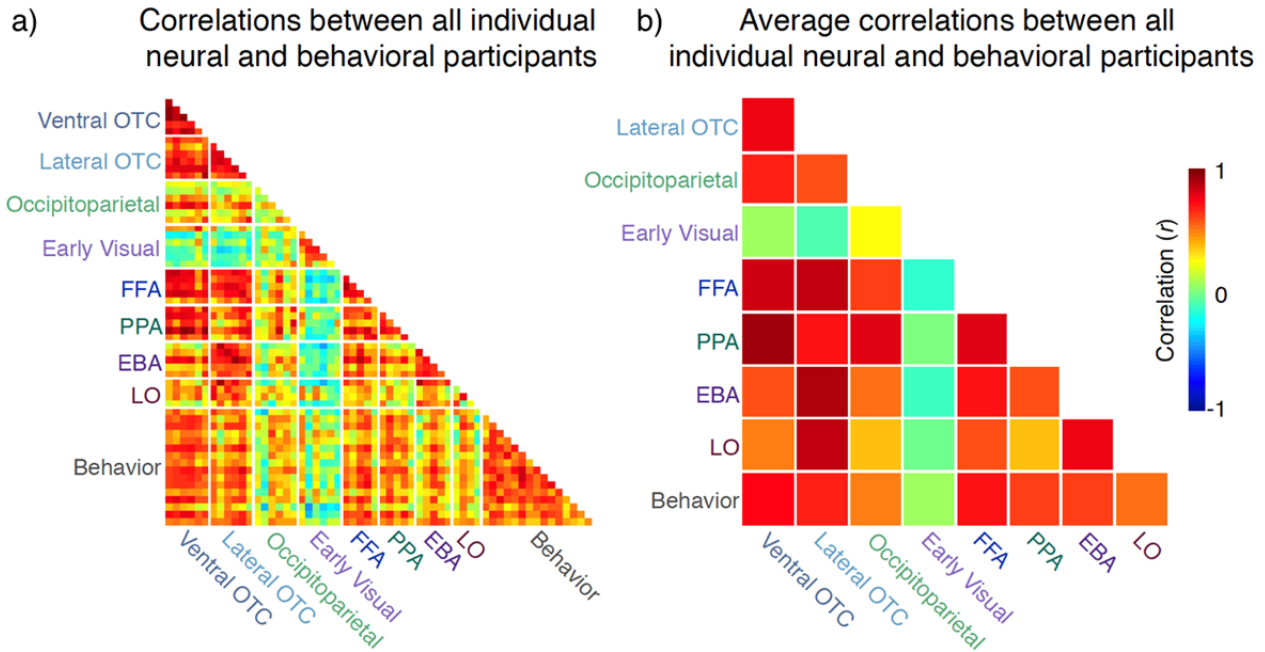 a)
Correlations between all individual
neural and behavioral participants
Ventral OTC
Lateral OTC
Occipitoparietal
Early Visual
FFA
PPA
EBA
LO
Behavior
Ventral OTC
Lateral OTC
Occipitoparietal
Early Visual
FFA
PPA
EBA
LO
Behavior
b)
Average correlations between all
individual neural and behavioral participants
Lateral OTC
Occipitoparietal
Early Visual
FFA
PPA
EBA
LO
Behavior
Ventral OTC
Lateral OTC
Occipitoparietal
Early Visual
FFA
PPA
EBA
LO
1
0
-1
Correlation (r)